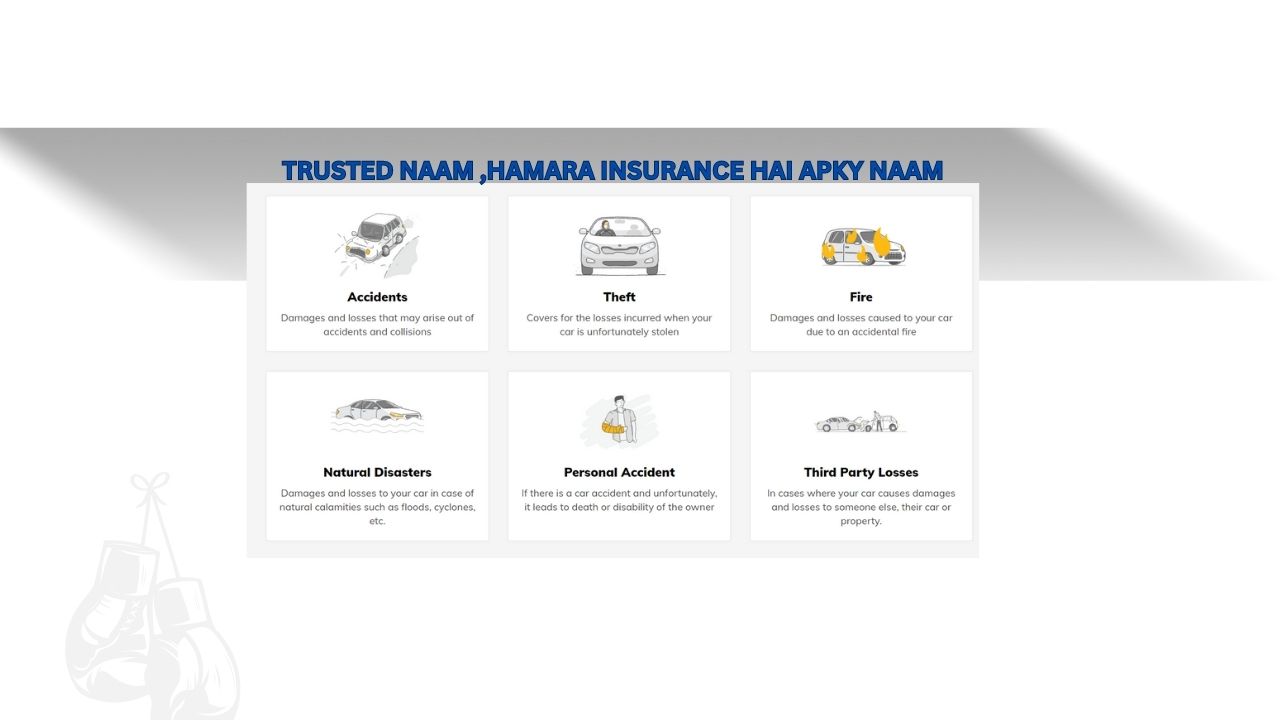 TRUSTED NAAM ,HAMARA INSURANCE HAI APKY NAAM
Accidents
Damages and losses that may arise out of
accidents and collisions
Theft
Covers for the losses incurred when your
car is unfortunately stolen
Fire
Damages and losses caused to your car
due to an accidental fire
Natural Disasters
Damages and losses to your car in case of
natural calamities such as floods, cyclones,
etc.
Personal Accident
If there is a car accident and unfortunately,
it leads to death or disability of the owner
Third Party Losses
In cases where your car causes damages
and losses to someone else, their car or
property.